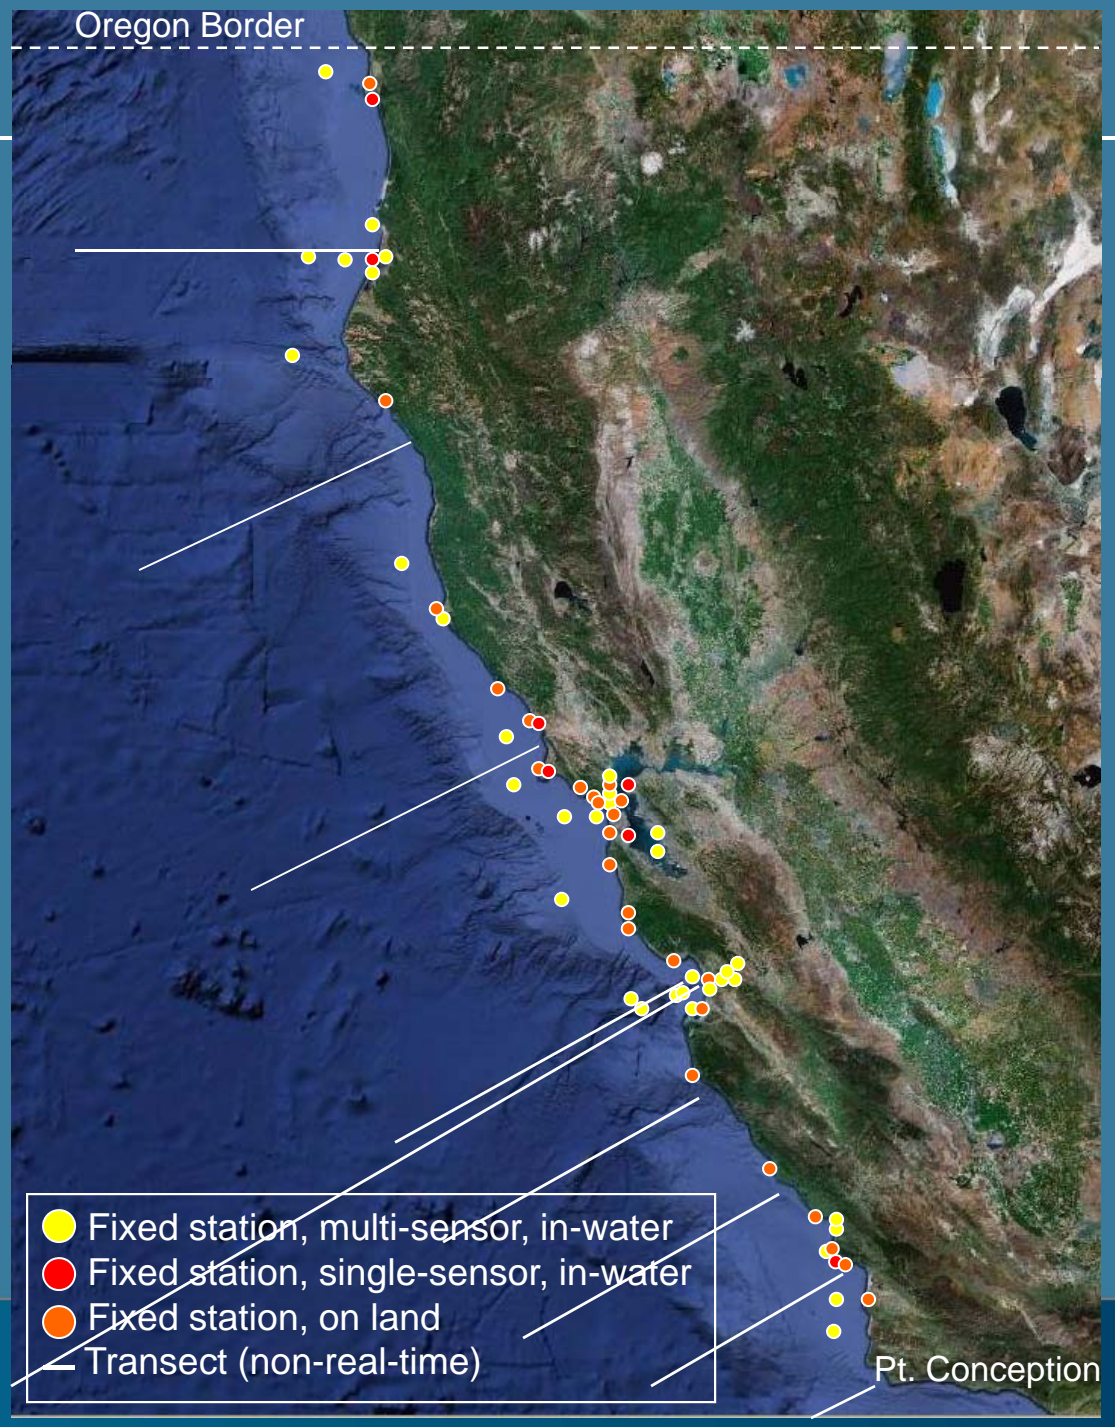 Oregon Border
Fixed station, multi-sensor, in-water
Fixed station, single-sensor, in-water
Fixed station, on land
Transect (non-real-time)
Pt. Conception